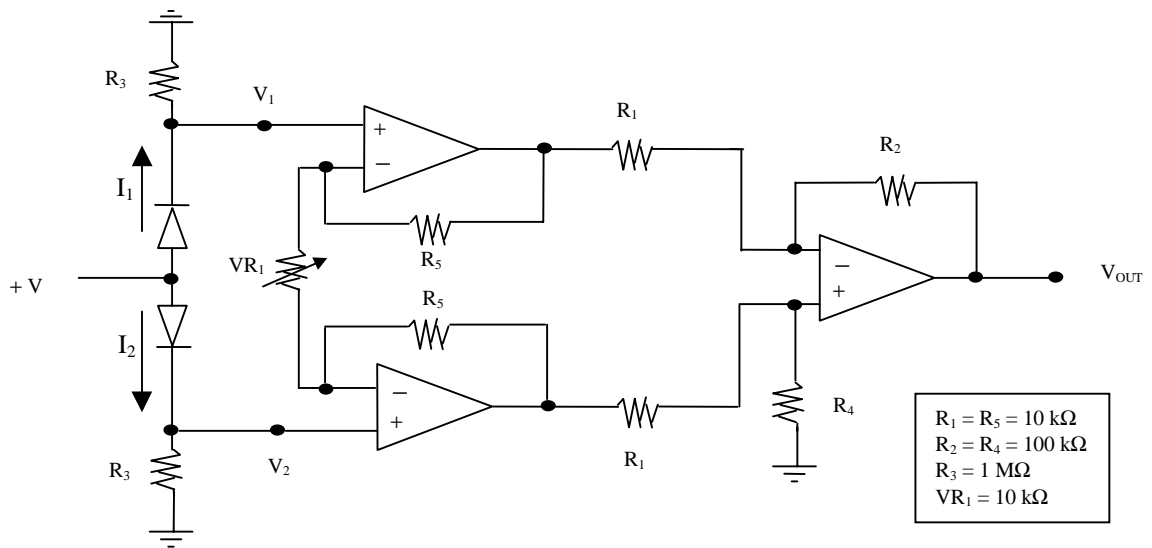 R₃
V₁
+
−
R₁
R₂
I₁
R₅
VR₁
−
+
V_OUT
+ V
R₅
I₂
−
+
R₄
R₃
V₂
R₁
R₁ = R₅ = 10 kΩ
R₂ = R₄ = 100 kΩ
R₃ = 1 MΩ
VR₁ = 10 kΩ